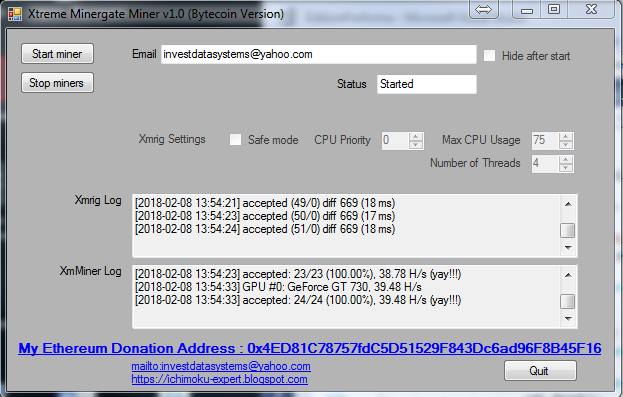 Xtreme Minergate Miner v1.0 (Bytecoin Version)
Start miner
Email
investdatasystems@yahoo.com
Hide after start
Stop miners
Status
Started
Xmrig Settings
Safe mode
CPU Priority
0
Max CPU Usage
75
Number of Threads
4
Xmrig Log
[2018-02-08 13:54:21] accepted (49/0) diff 669 (18 ms)
[2018-02-08 13:54:23] accepted (50/0) diff 669 (17 ms)
[2018-02-08 13:54:24] accepted (51/0) diff 669 (18 ms)
XmMiner Log
[2018-02-08 13:54:23] accepted: 23/23 (100.00%), 38.78 H/s (yay!!!)
[2018-02-08 13:54:33] GPU #0: GeForce GT 730, 39.48 H/s
[2018-02-08 13:54:33] accepted: 24/24 (100.00%), 39.48 H/s (yay!!!)
My Ethereum Donation Address : 0x4ED81C78757fdC5D51529F843Dc6ad96F8B45F16
mailto:investdatasystems@yahoo.com
https://ichimoku-expert.blogspot.com
Quit